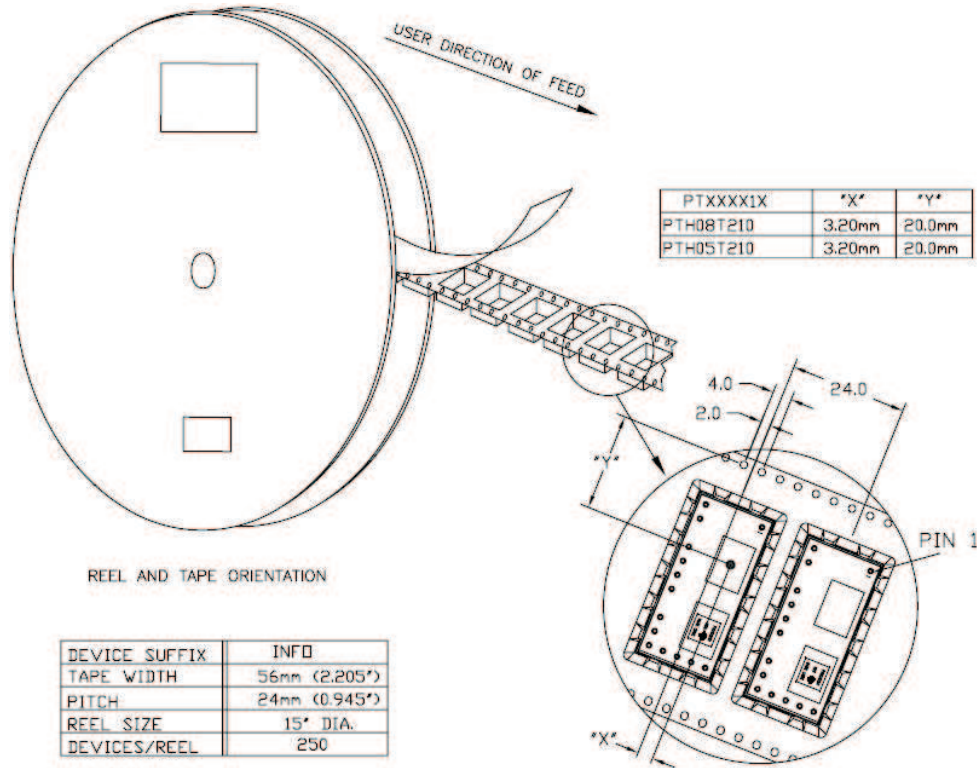 USER DIRECTION OF FEED
PTXXXX1X "X" "Y"
PTH08T210 3.20mm 20.0mm
PTH05T210 3.20mm 20.0mm
4.0
24.0
2.0
"Y"
PIN 1
REEL AND TAPE ORIENTATION
DEVICE SUFFIX INFO
TAPE WIDTH 56mm (2.205")
PITCH 24mm (0.945")
REEL SIZE 15" DIA.
DEVICES/REEL 250
"X"